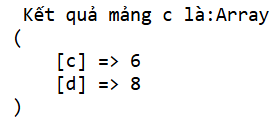 Kết quả mảng c là:Array
(
    [c] => 6
    [d] => 8
)